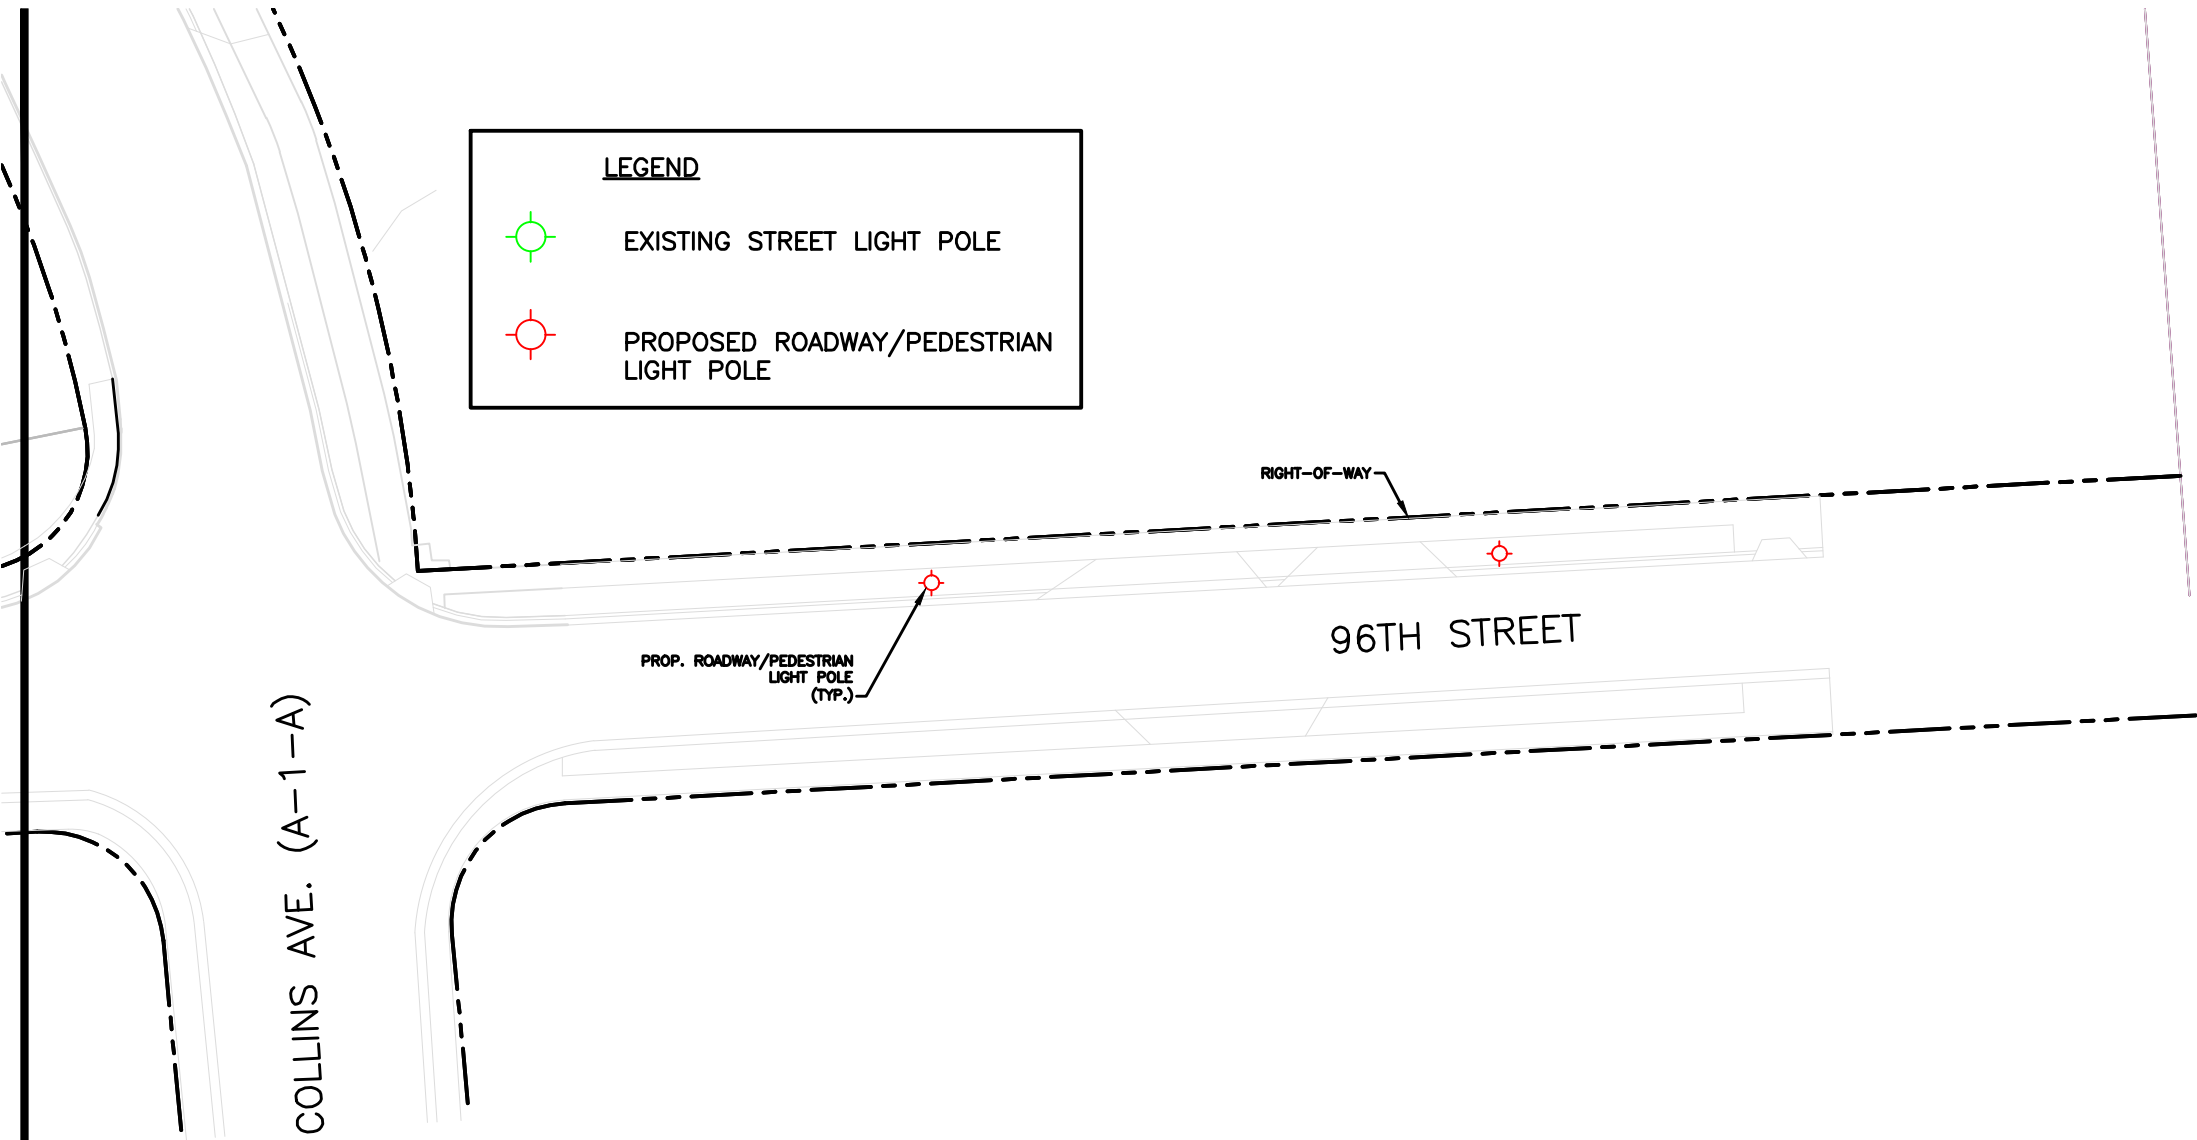 LEGEND
EXISTING STREET LIGHT POLE
PROPOSED ROADWAY/PEDESTRIAN
LIGHT POLE
RIGHT-OF-WAY
96TH STREET
PROP. ROADWAY/PEDESTRIAN
LIGHT POLE
(TYP.)
COLLINS AVE. (A-1-A)